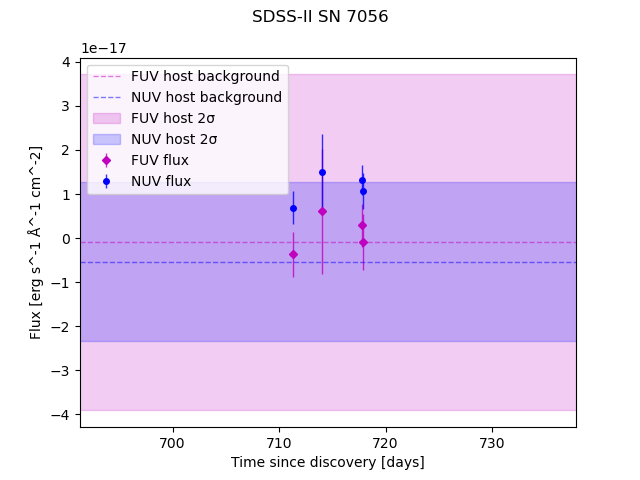 SDSS-II SN 7056
1e−17
FUV host background
NUV host background
FUV host 2σ
NUV host 2σ
FUV flux
NUV flux
4
3
2
1
0
−1
−2
−3
−4
Flux [erg s^-1 Å^-1 cm^-2]
700
710
720
730
Time since discovery [days]